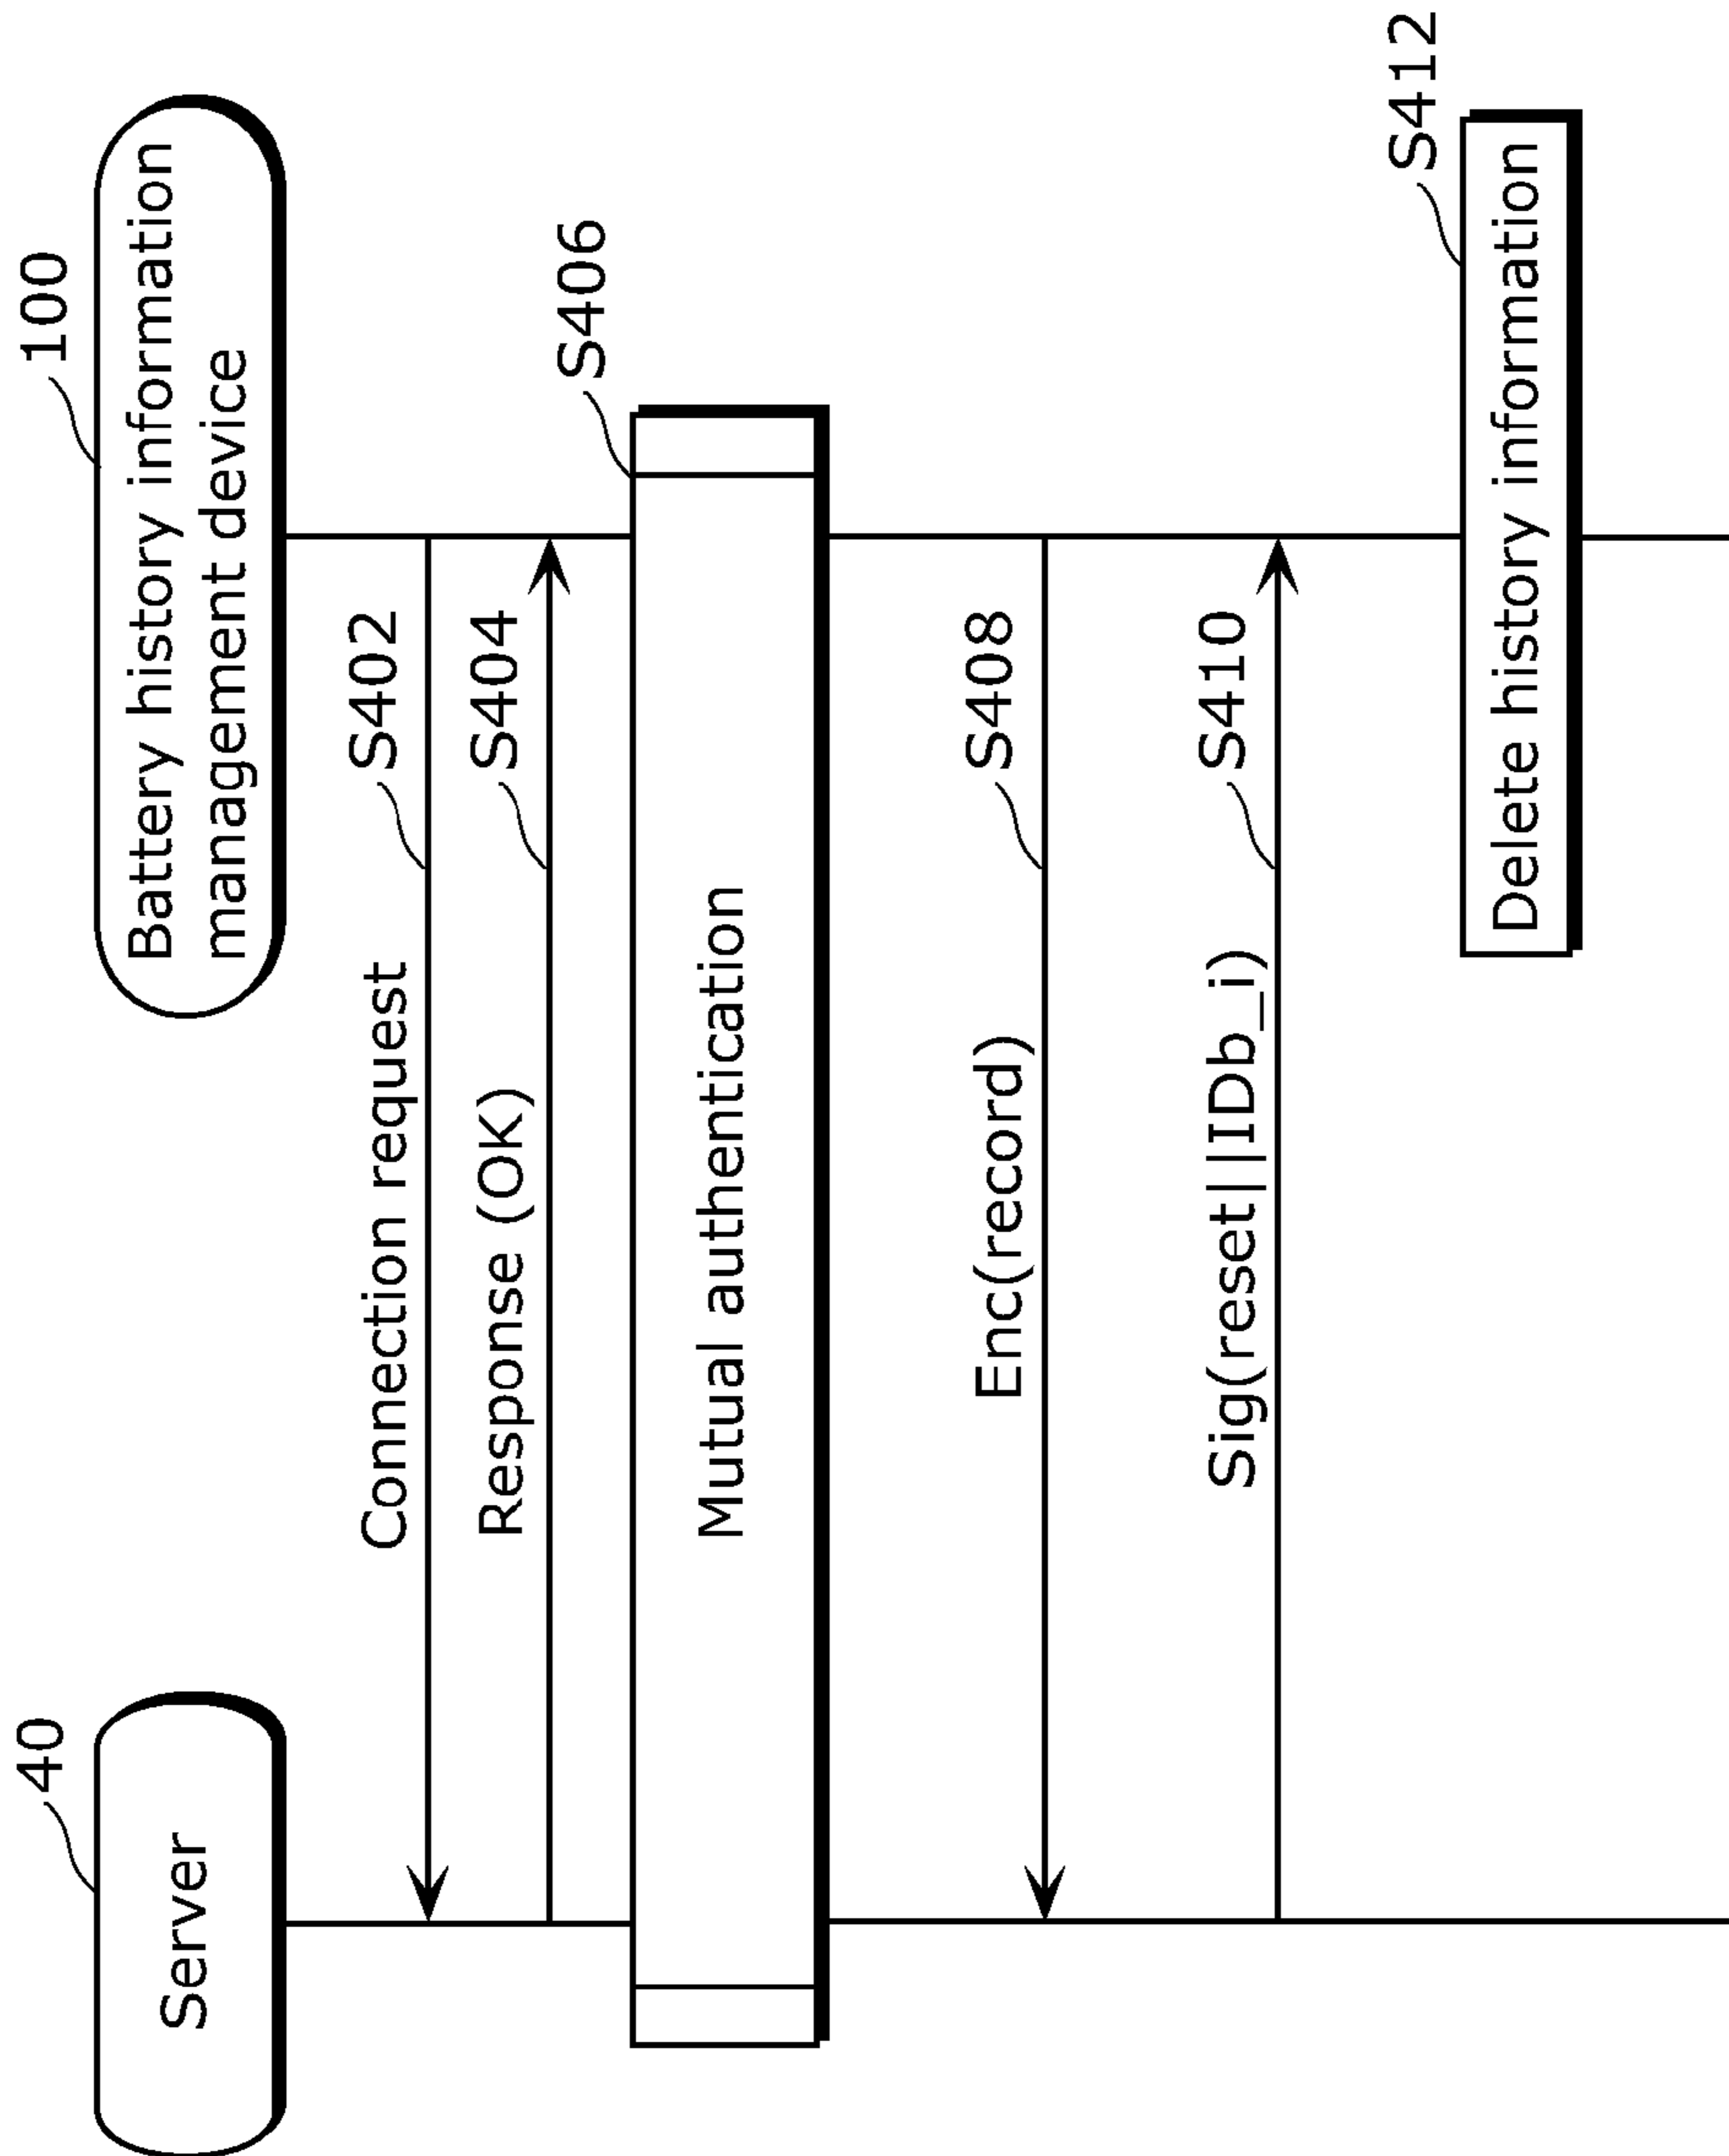 40
Server
100
Battery history information
management device
S402
Connection request
S404
Response (OK)
S406
Mutual authentication
S408
Enc(record)
S410
Sig(reset||IDb_i)
S412
Delete history information